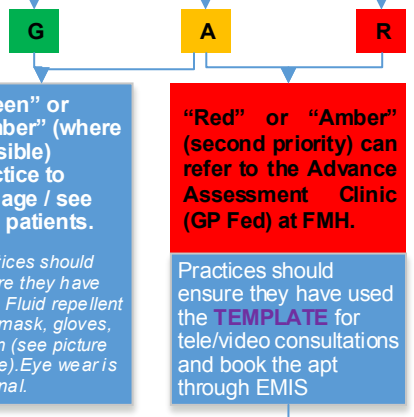 G
A
R
een” or
ber” (where
sible)
ctice to
age / see
patients.
tices should
re they have
Fluid repellent
mask, gloves,
n (see picture
e).Eye wear is
nal.
“Red” or “Amber”
(second priority) can
refer to the Advance
Assessment Clinic
(GP Fed) at FMH.
Practices should
ensure they have used
the TEMPLATE for
tele/video consultations
and book the apt
through EMIS